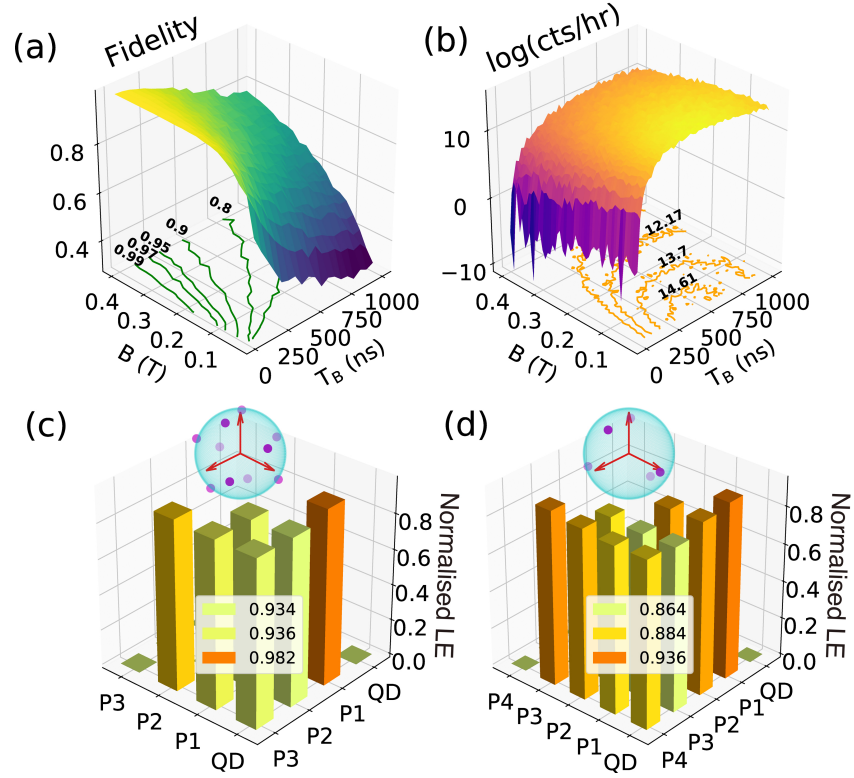 (a)
Fidelity
0.8
0.6
0.4
0.8
0.9
0.95
0.97
0.99
0.4
0.3
0.2
0.1
B (T)
0
250
500
750
1000
T_B (ns)
(b)
log(cts/hr)
10
0
−10
12.17
13.7
14.61
0.4
0.3
0.2
0.1
B (T)
0
250
500
750
1000
T_B (ns)
(c)
Normalised LE
0.8
0.6
0.4
0.2
0.0
0.934
0.936
0.982
P3
P2
P1
QD
P3
P2
P1
QD
(d)
Normalised LE
0.8
0.6
0.4
0.2
0.0
0.864
0.884
0.936
P4
P3
P2
P1
QD
P4
P3
P2
P1
QD